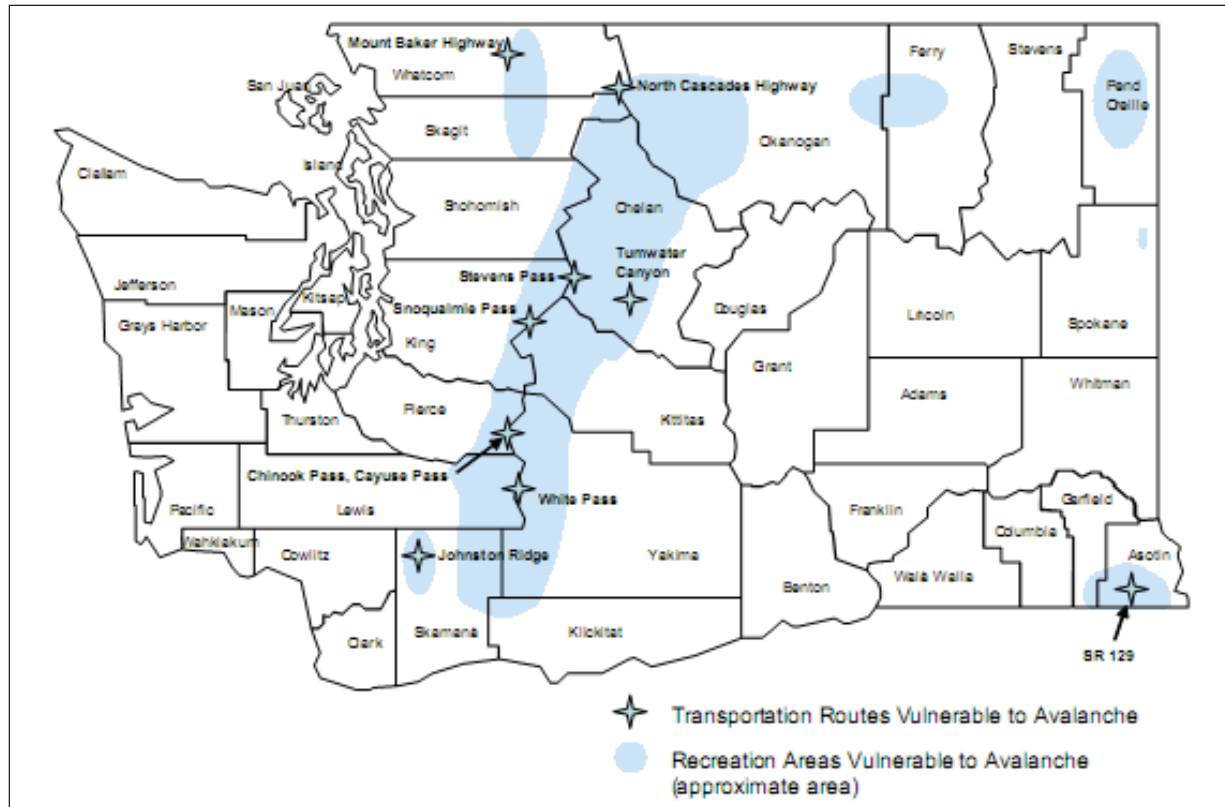 Mount Baker Highway
Whatcom
San Juan
North Cascades Highway
Ferry
Stevens
Pend
Oreille
Skagit
Okanogan
Island
Clallam
Snohomish
Chelan
Tumwater
Canyon
Stevens Pass
Jefferson
Kitsap
Mason
Snoqualmie Pass
Douglas
Lincoln
Spokane
Grays Harbor
King
Grant
Whitman
Adams
Pierce
Thurston
Kittitas
Chinook Pass, Cayuse Pass
White Pass
Pacific
Lewis
Franklin
Garfield
Columbia
Wahkiakum
Cowlitz
Johnston Ridge
Yakima
Asotin
Walla Walla
Benton
Clark
Skamana
Klickitat
SR 129
Transportation Routes Vulnerable to Avalanche
Recreation Areas Vulnerable to Avalanche
(approximate area)